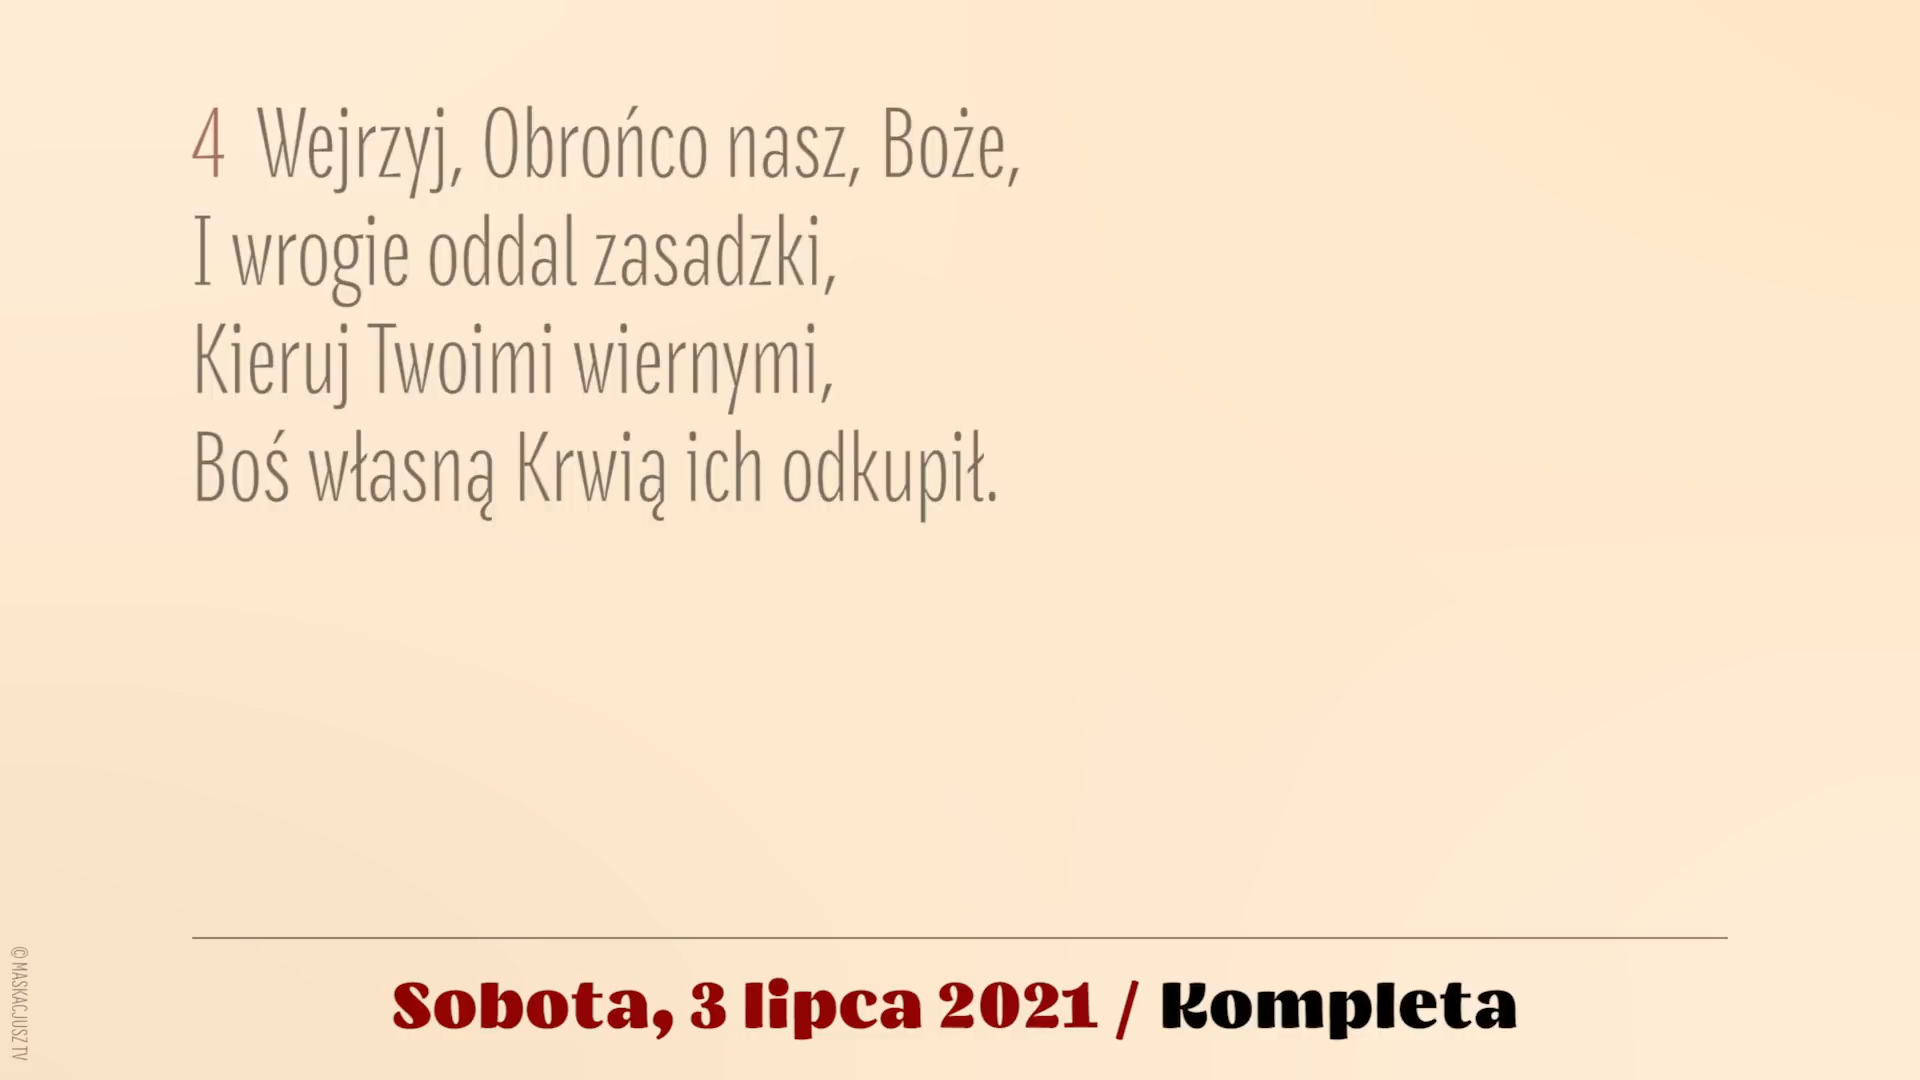 4 Wejrzyj, Obrońco nasz, Boże,
I wrogie oddal zasadzki,
Kieruj Twoimi wiernymi,
Boś własną Krwią ich odkupił.
Sobota, 3 lipca 2021 / Kompleta
© MASKACJUSZ TV